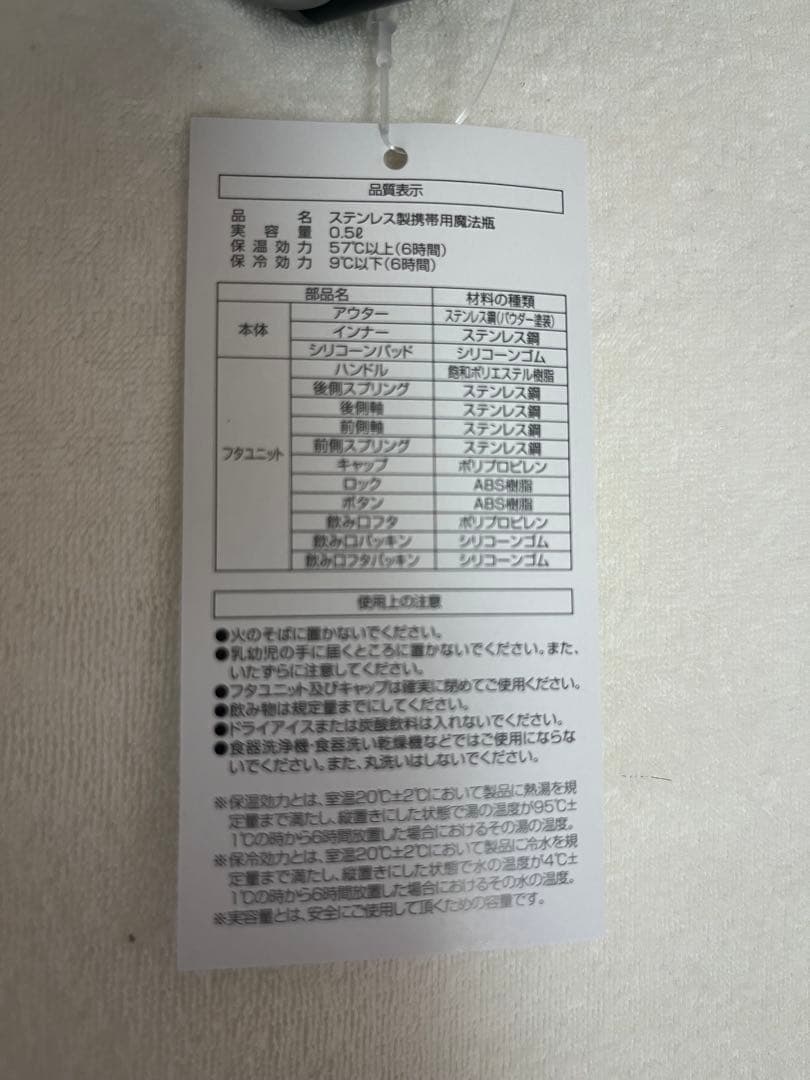 品質表示
品名 ステンレス製携帯用魔法瓶
実容量 0.5ℓ
保温効力 57℃以上(6時間)
保冷効力 9℃以下(6時間)
部品名 材料の種類
本体 アウター ステンレス鋼(パウダー塗装)
インナー ステンレス鋼
シリコーンパッド シリコーンゴム
フタユニット ハンドル 飽和ポリエステル樹脂
後側スプリング ステンレス鋼
後側軸 ステンレス鋼
前側軸 ステンレス鋼
前側スプリング ステンレス鋼
キャップ ポリプロピレン
ロック ABS樹脂
ボタン ABS樹脂
飲み口フタ ポリプロピレン
飲み口パッキン シリコーンゴム
飲み口フタパッキン シリコーンゴム
使用上の注意
●火のそばに置かないでください。
●乳幼児の手に届くところに置かないでください。また、
いたずらに注意してください。
●フタユニット及びキャップは確実に閉めてご使用ください。
●飲み物は規定量までにしてください。
●ドライアイスまたは炭酸飲料は入れないでください。
●食器洗浄機・食器洗い乾燥機などではご使用にならな
いでください。また、丸洗いはしないでください。
※保温効力とは、室温20℃±2℃において製品に熱湯を規
定量まで満たし、縦置きにした状態で湯の温度が95℃±
1℃の時から6時間放置した場合におけるその湯の温度。
※保冷効力とは、室温20℃±2℃において製品に冷水を規
定量まで満たし、縦置きにした状態で水の温度が4℃±
1℃の時から6時間放置した場合におけるその水の温度。
※実容量とは、安全にご使用して頂くための容量です。